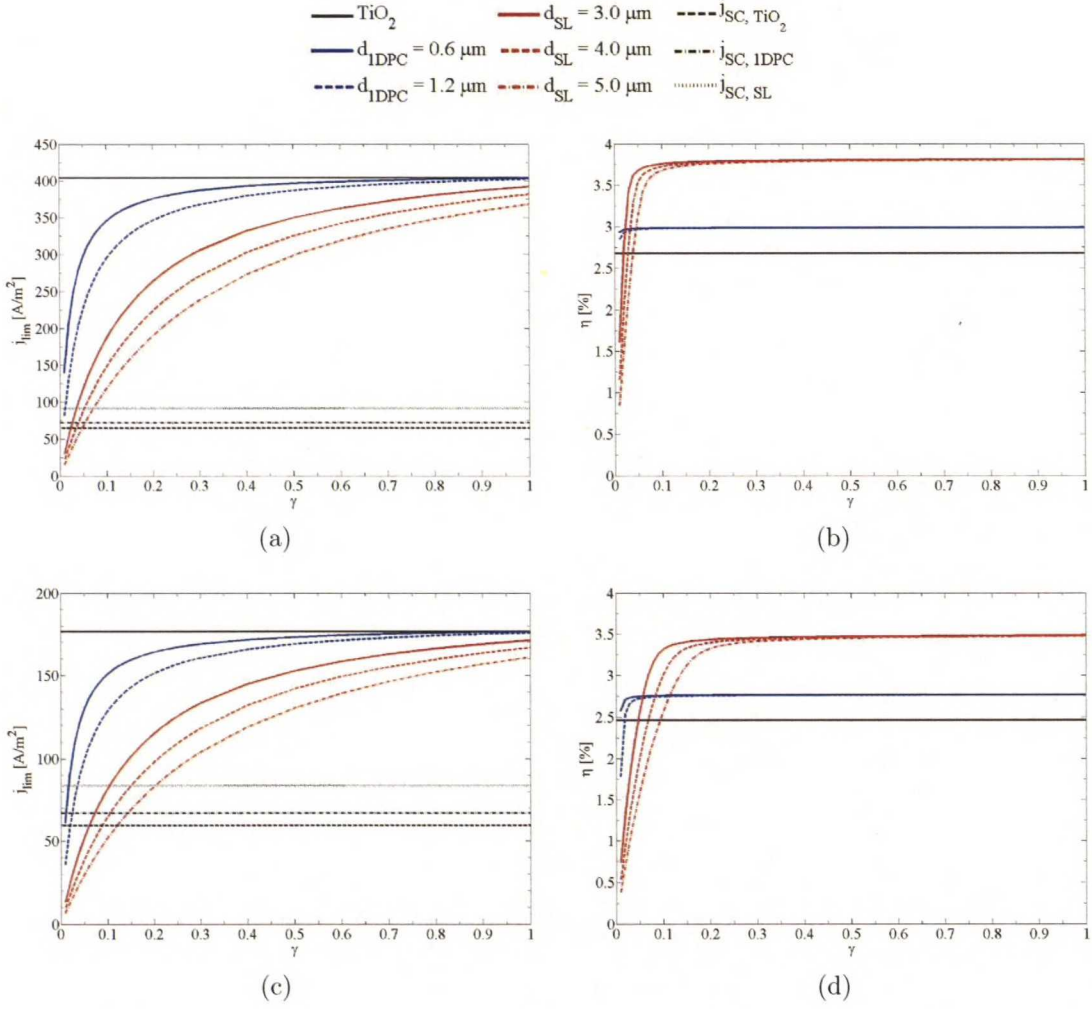 TiO2
d1DPC = 0.6 μm
d1DPC = 1.2 μm
dSL = 3.0 μm
dSL = 4.0 μm
dSL = 5.0 μm
jSC, TiO2
jSC, 1DPC
jSC, SL
450
400
350
300
250
200
150
100
50
0
jlim [A/m²]
0 0.1 0.2 0.3 0.4 0.5 0.6 0.7 0.8 0.9 1
γ
(a)
4
3.5
3
2.5
2
1.5
1
0.5
0
η [%]
0 0.1 0.2 0.3 0.4 0.5 0.6 0.7 0.8 0.9 1
γ
(b)
200
150
100
50
0
jlim [A/m²]
0 0.1 0.2 0.3 0.4 0.5 0.6 0.7 0.8 0.9 1
γ
(c)
4
3.5
3
2.5
2
1.5
1
0.5
0
η [%]
0 0.1 0.2 0.3 0.4 0.5 0.6 0.7 0.8 0.9 1
γ
(d)